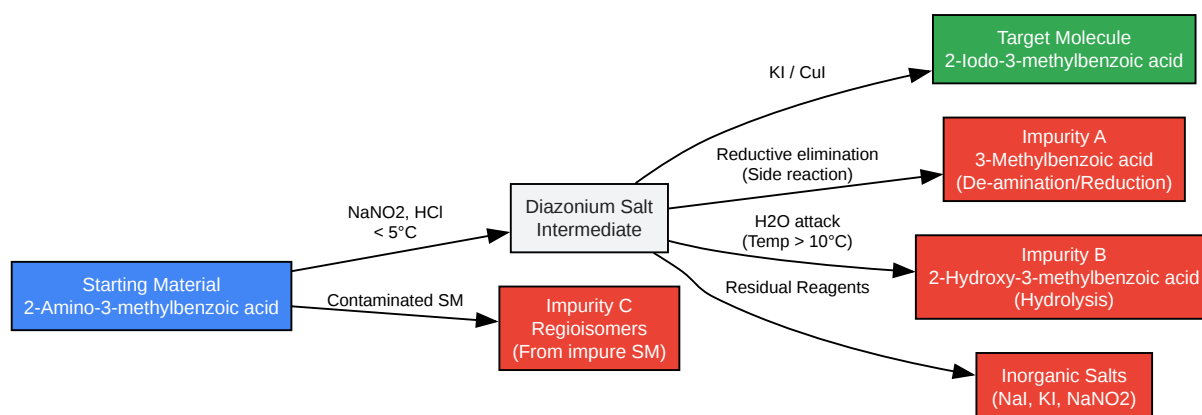 Target Molecule
2-Iodo-3-methylbenzoic acid
KI / CuI
Impurity A
3-Methylbenzoic acid
(De-amination/Reduction)
Reductive elimination
(Side reaction)
Diazonium Salt
Intermediate
NaNO2, HCl
< 5°C
H2O attack
(Temp > 10°C)
Impurity B
2-Hydroxy-3-methylbenzoic acid
(Hydrolysis)
Starting Material
2-Amino-3-methylbenzoic acid
Contaminated SM
Impurity C
Regioisomers
(From impure SM)
Residual Reagents
Inorganic Salts
(NaI, KI, NaNO2)